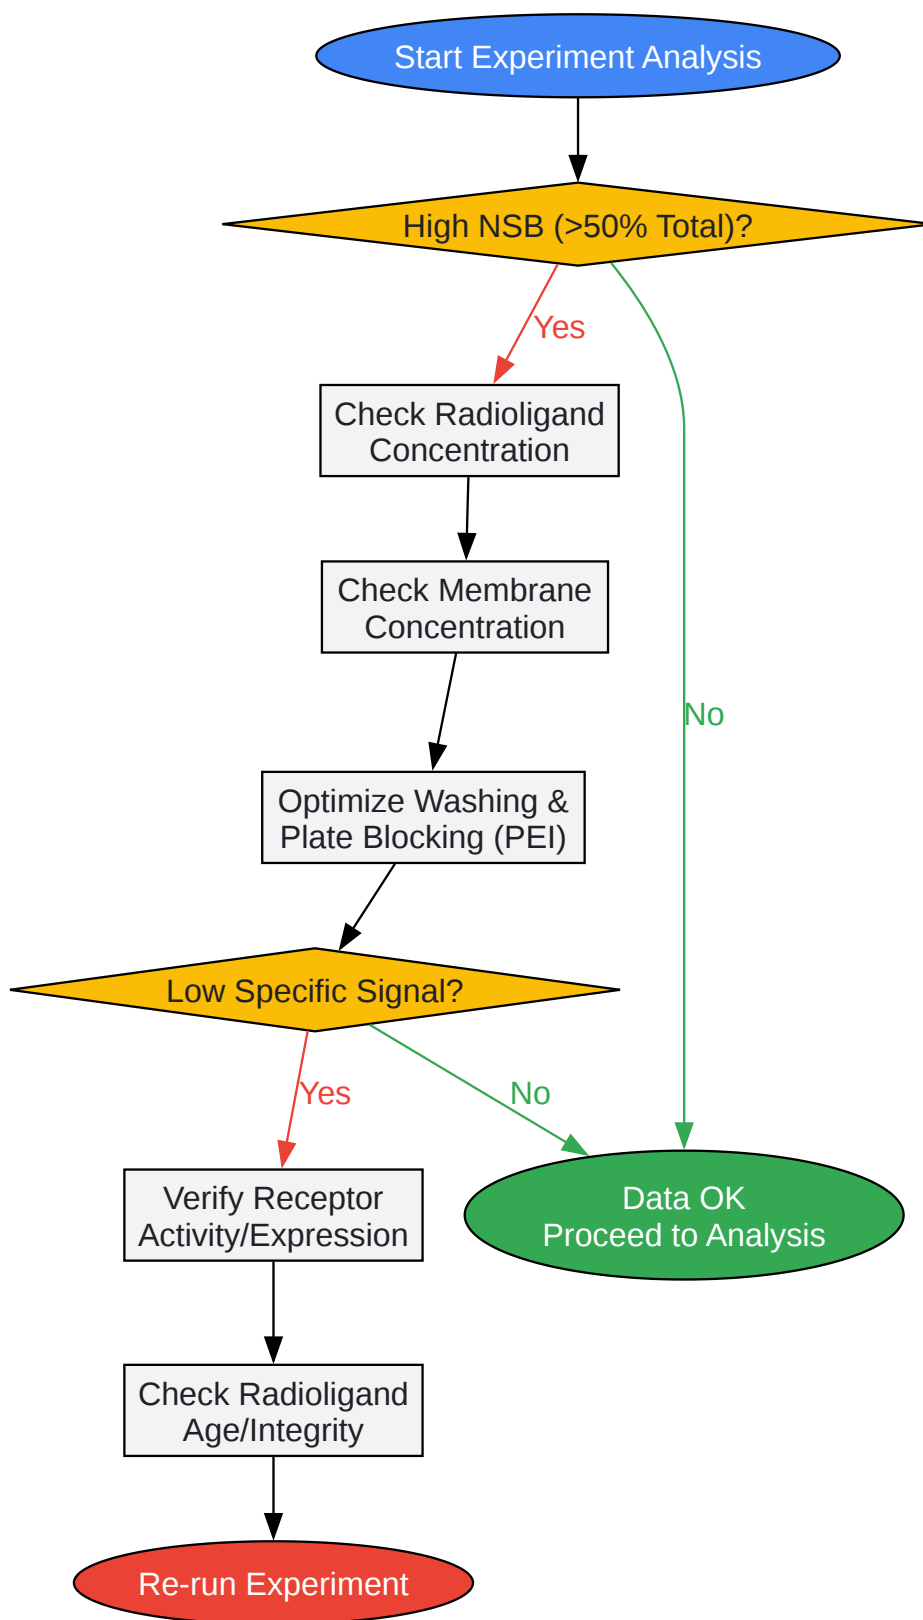 Start Experiment Analysis
High NSB (>50% Total)?
Yes
Check Radioligand
Concentration
Check Membrane
Concentration
No
Optimize Washing &
Plate Blocking (PEI)
Low Specific Signal?
Yes
No
Verify Receptor
Activity/Expression
Data OK
Proceed to Analysis
Check Radioligand
Age/Integrity
Re-run Experiment